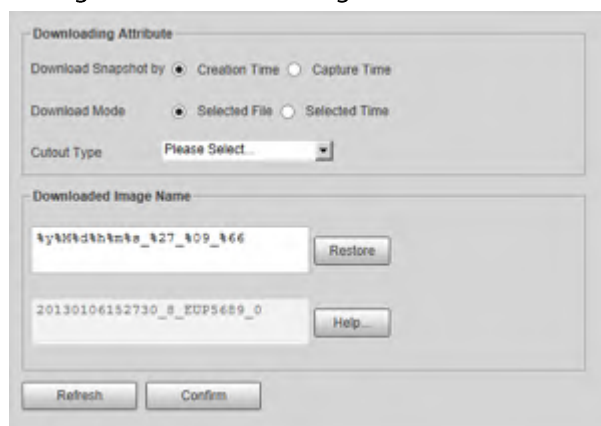 Downloading Attribute
Download Snapshot by Creation Time Capture Time
Download Mode Selected File Selected Time
Cutout Type Please Select...
Downloaded Image Name
%y%M%d%h%m%s_%27_%09_%66
Restore
20130106152730_8_EUP5689_0
Help...
Refresh Confirm